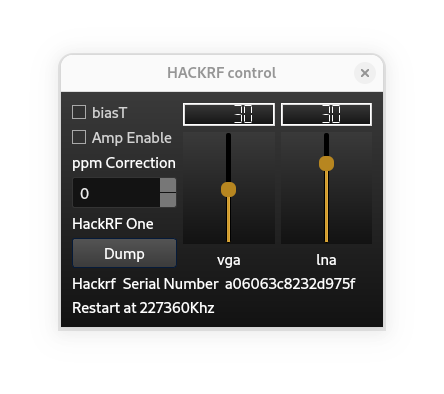 HACKRF control
biasT
Amp Enable
ppm Correction
0
HackRF One
Dump
30
30
vga
lna
Hackrf Serial Number a06063c8232d975f
Restart at 227360Khz